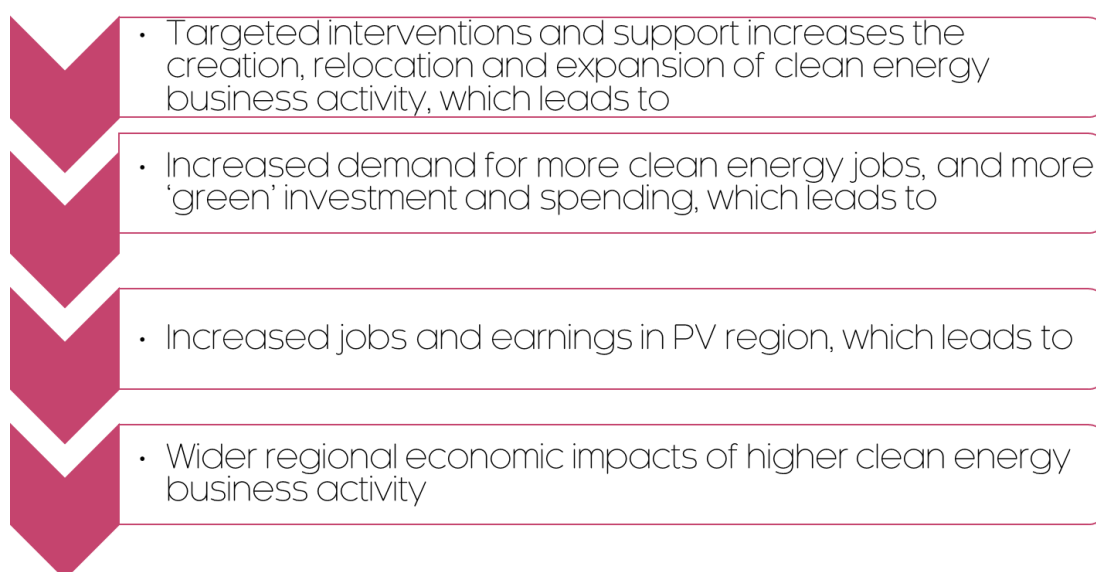 • Targeted interventions and support increases the
creation, relocation and expansion of clean energy
business activity, which leads to
• Increased demand for more clean energy jobs, and more
‘green’ investment and spending, which leads to
• Increased jobs and earnings in PV region, which leads to
• Wider regional economic impacts of higher clean energy
business activity